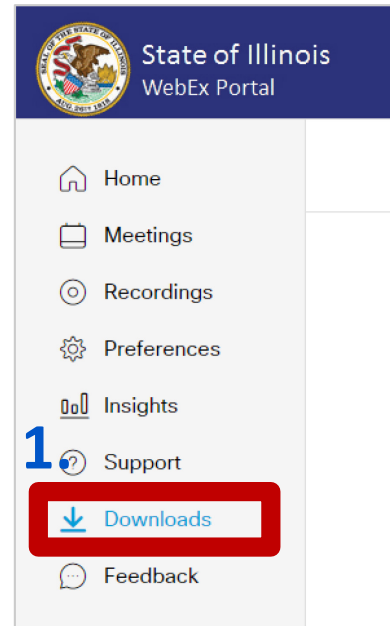 State of Illinois
WebEx Portal
Home
Meetings
Recordings
Preferences
Insights
1.
Support
Downloads
Feedback